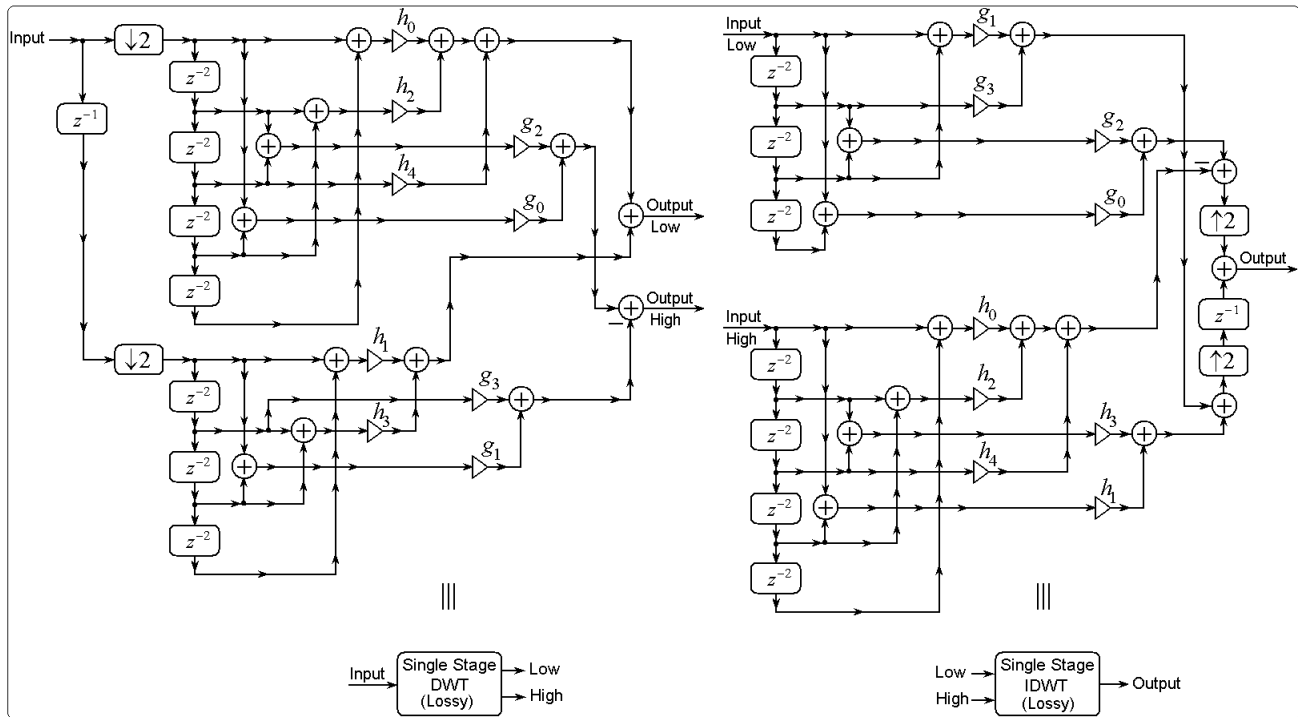 Input ↓2 h₀
z⁻²
h₂
z⁻¹
z⁻²
g₂
h₄
z⁻²
g₀
Output
Low
z⁻²
Output
High
−
↓2 h₁
z⁻²
g₃
h₃
z⁻²
g₁
z⁻²
|||
Input
Single Stage
DWT
(Lossy)
Low
High
Input
Low
g₁
z⁻²
g₃
z⁻²
g₂
−
z⁻²
g₀
↑2
Output
z⁻¹
↑2
Input
High
h₀
z⁻²
h₂
z⁻²
h₃
h₄
z⁻²
h₁
z⁻²
|||
Low
High
Single Stage
IDWT
(Lossy)
Output